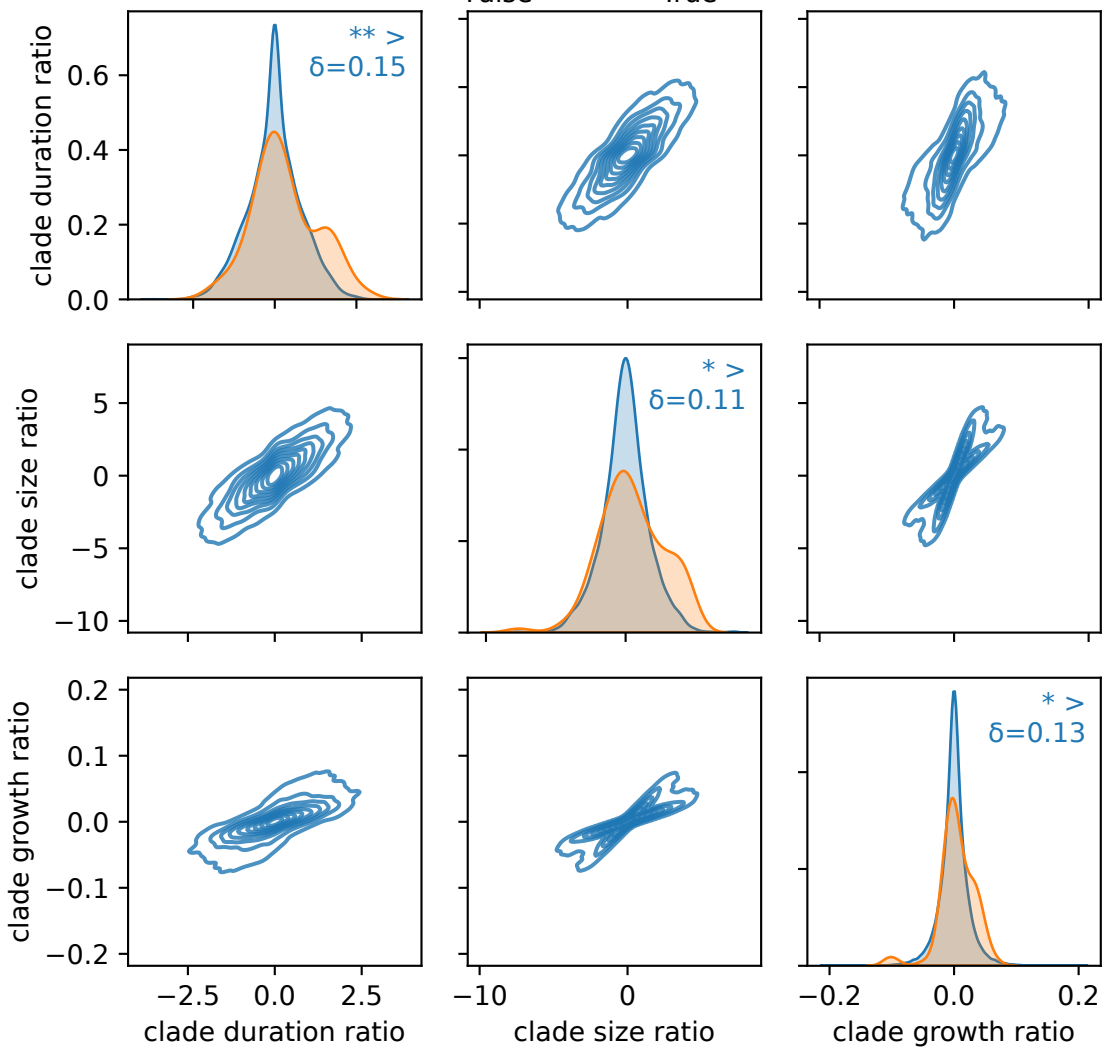 clade duration ratio
0.6
0.4
0.2
0.0
** >
δ=0.15
clade size ratio
5
0
−5
−10
* >
δ=0.11
clade growth ratio
0.2
0.1
0.0
−0.1
−0.2
* >
δ=0.13
−2.5 0.0 2.5
−10 0
−0.2 0.0 0.2
clade duration ratio
clade size ratio
clade growth ratio